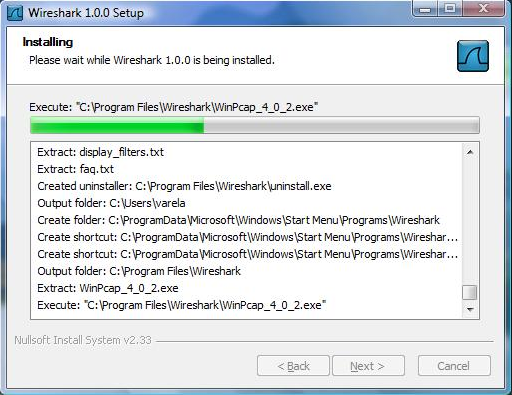 Wireshark 1.0.0 Setup
Installing
Please wait while Wireshark 1.0.0 is being installed.
Execute: "C:\Program Files\Wireshark\WinPcap_4_0_2.exe"
Extract: display_filters.txt
Extract: faq.txt
Created uninstaller: C:\Program Files\Wireshark\uninstall.exe
Output folder: C:\Users\varela
Create folder: C:\ProgramData\Microsoft\Windows\Start Menu\Programs\Wireshark
Create shortcut: C:\ProgramData\Microsoft\Windows\Start Menu\Programs\Wireshar...
Create shortcut: C:\ProgramData\Microsoft\Windows\Start Menu\Programs\Wireshar...
Output folder: C:\Program Files\Wireshark
Extract: WinPcap_4_0_2.exe
Execute: "C:\Program Files\Wireshark\WinPcap_4_0_2.exe"
Nullsoft Install System v2.33
< Back
Next >
Cancel